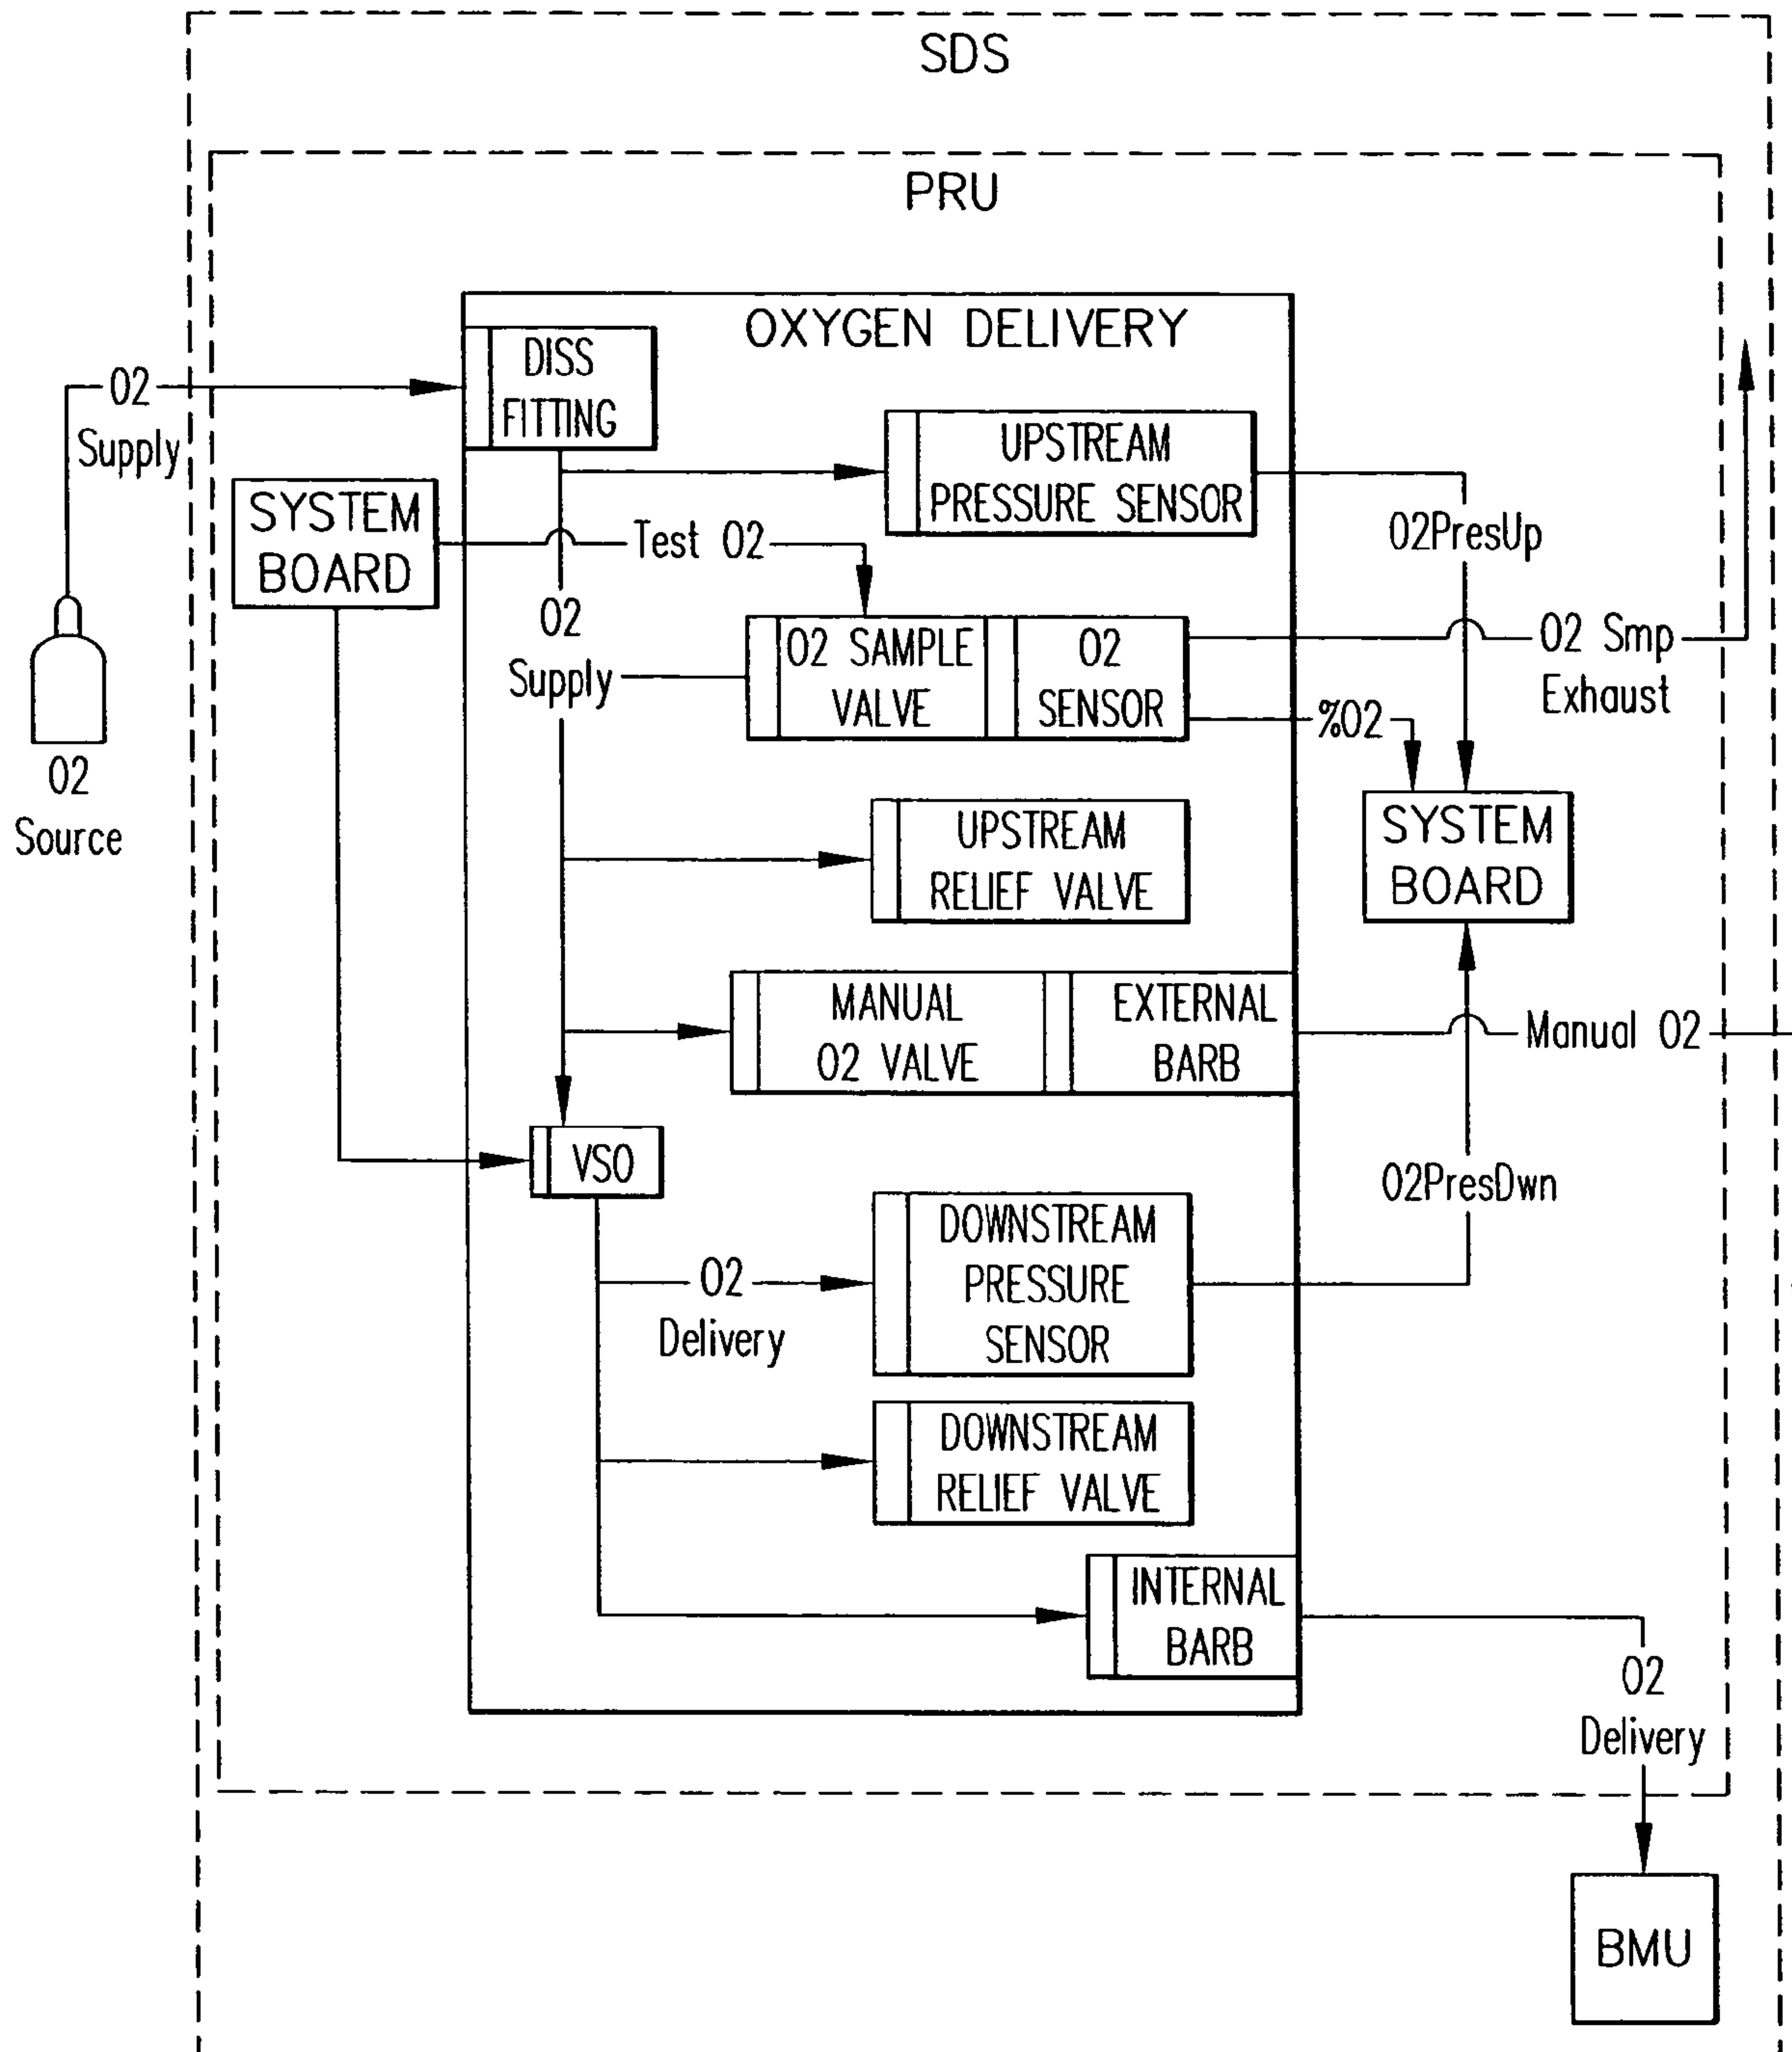 SDS
PRU
OXYGEN DELIVERY
DISS
FITTING
O2
Supply
UPSTREAM
PRESSURE SENSOR
SYSTEM
BOARD
Test O2
O2PresUp
O2
Supply
O2 SAMPLE
VALVE
O2
SENSOR
O2 Smp
Exhaust
%O2
O2
Source
UPSTREAM
RELIEF VALVE
SYSTEM
BOARD
MANUAL
O2 VALVE
EXTERNAL
BARB
Manual O2
VSO
O2PresDwn
DOWNSTREAM
PRESSURE
SENSOR
O2
Delivery
DOWNSTREAM
RELIEF VALVE
INTERNAL
BARB
O2
Delivery
BMU